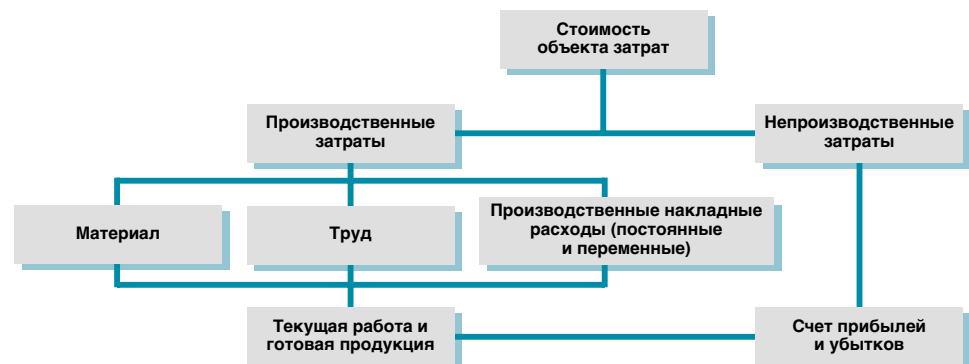 Стоимость
объекта затрат
Производственные
затраты
Непроизводственные
затраты
Материал
Труд
Производственные накладные
расходы (постоянные
и переменные)
Текущая работа и
готовая продукция
Счет прибылей
и убытков